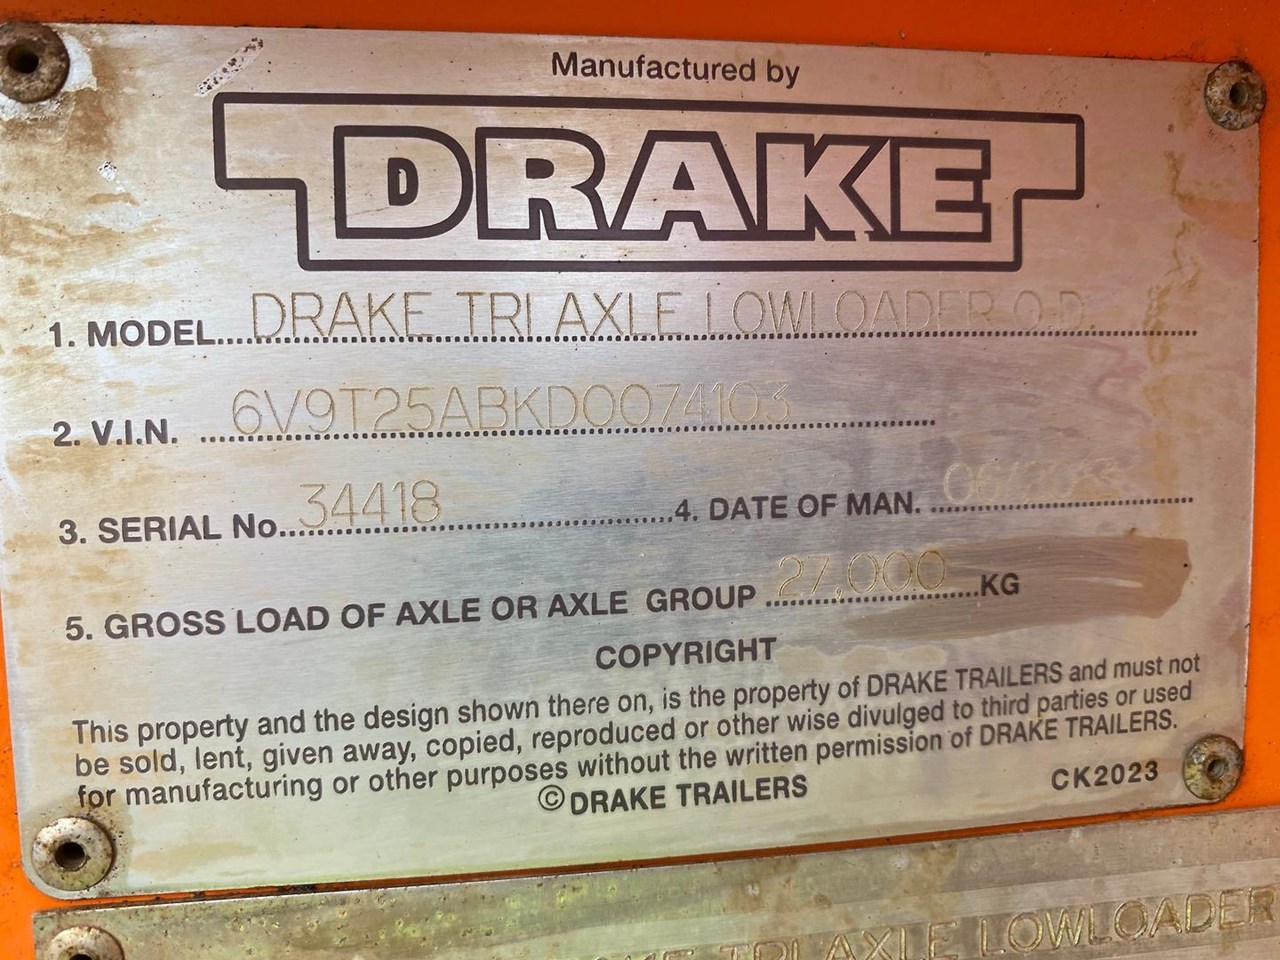 Manufactured by
DRAKE
1. MODEL....DRAKE TRI AXLE LOWLOADER O.D.
2. V.I.N. ....6V9T25ABKD0074103
3. SERIAL No....34418....4. DATE OF MAN. ....
5. GROSS LOAD OF AXLE OR AXLE GROUP ....27,000....KG
COPYRIGHT
This property and the design shown there on, is the property of DRAKE TRAILERS and must not
be sold, lent, given away, copied, reproduced or other wise divulged to third parties or used
for manufacturing or other purposes without the written permission of DRAKE TRAILERS.
© DRAKE TRAILERS
CK2023
TRI AXLE LOWLOADER